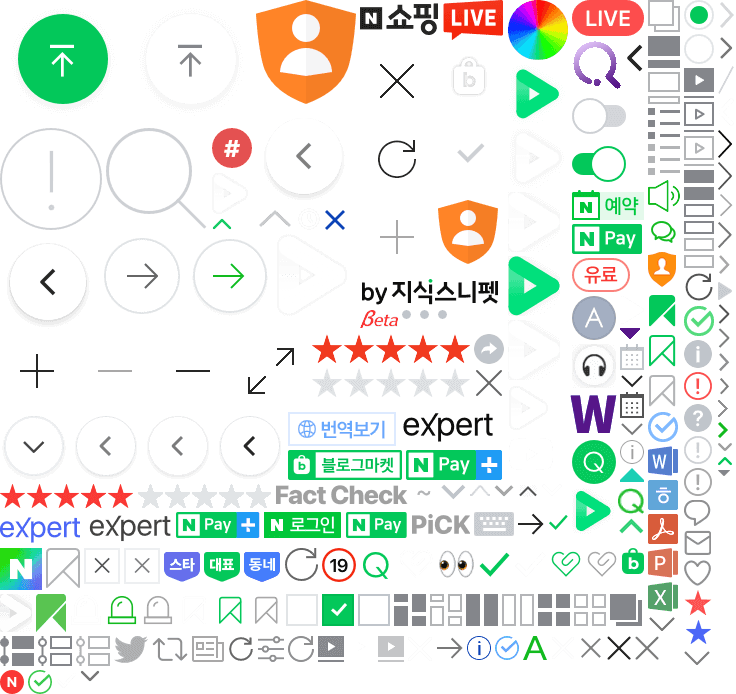 N 쇼핑 LIVE
LIVE
b
#
N 예약
N Pay
유료
by 지식스니펫
Beta
A
번역보기
expert
W
b 블로그마켓
N Pay +
Q
W
Fact Check ~
Q
ㅎ
expert
expert
N Pay +
N 로그인
N Pay
PiCK
N
스타
대표
동네
19
Q
b
P
X
i
A
N